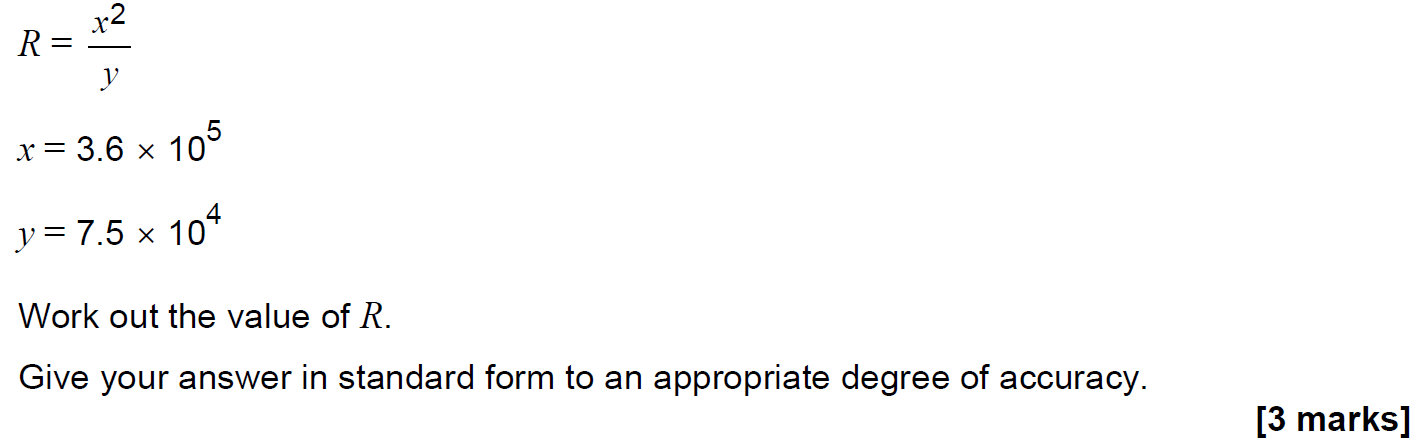 R = x²/y
x = 3.6 × 10⁵
y = 7.5 × 10⁴
Work out the value of R.
Give your answer in standard form to an appropriate degree of accuracy.
[3 marks]